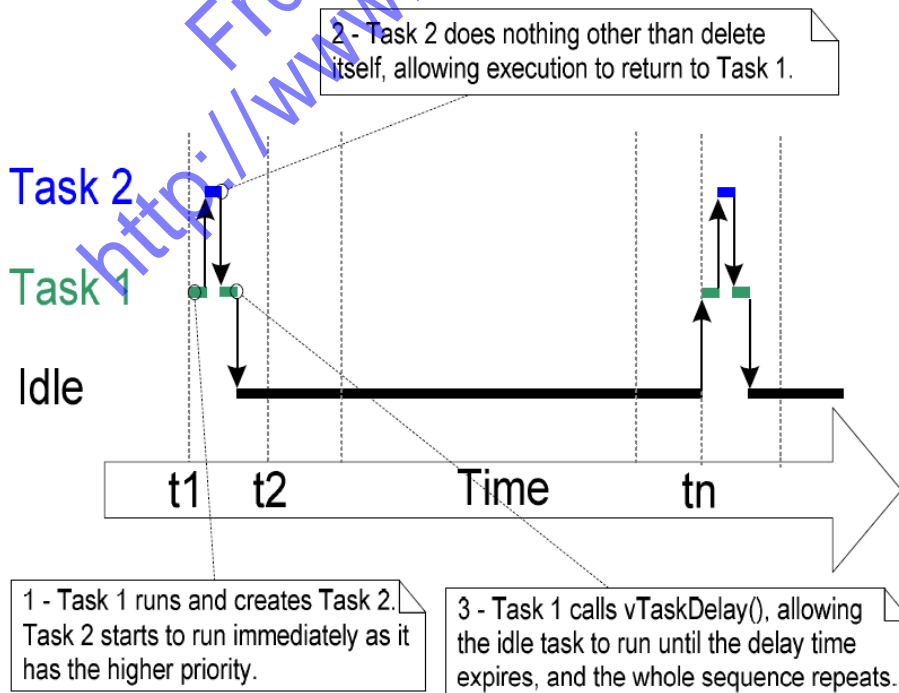 Fr
http://www.
2 - Task 2 does nothing other than delete
itself, allowing execution to return to Task 1.
Task 2
Task 1
Idle
t1
t2
Time
tn
1 - Task 1 runs and creates Task 2.
Task 2 starts to run immediately as it
has the higher priority.
3 - Task 1 calls vTaskDelay(), allowing
the idle task to run until the delay time
expires, and the whole sequence repeats.